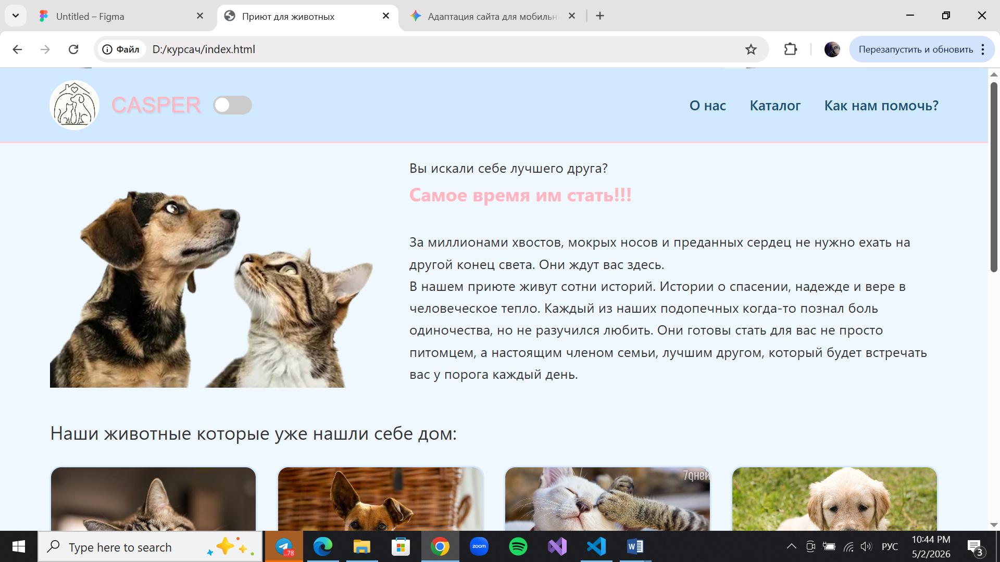 Untitled – Figma
Приют для животных
Адаптация сайта для мобильн
Файл
D:/курсач/index.html
Перезапустить и обновить
CASPER
О нас
Каталог
Как нам помочь?
Вы искали себе лучшего друга?
Самое время им стать!!!
За миллионами хвостов, мокрых носов и преданных сердец не нужно ехать на
другой конец света. Они ждут вас здесь.
В нашем приюте живут сотни историй. Истории о спасении, надежде и вере в
человеческое тепло. Каждый из наших подопечных когда-то познал боль
одиночества, но не разучился любить. Они готовы стать для вас не просто
питомцем, а настоящим членом семьи, лучшим другом, который будет встречать
вас у порога каждый день.
Наши животные которые уже нашли себе дом:
7дней
Type here to search
..78
zoom
РУС
10:44 PM
5/2/2026
3